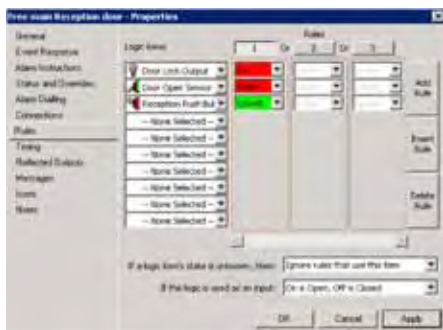 Free main Reception door - Properties
General
Event Response
Alarm Instructions
Status and Overrides
Alarm Dialling
Connections
Rules
Timing
Reflected Outputs
Messages
Icons
Notes
Logic items
Rules
1 Or 2 Or 3
Door Lock Output
Door Open Sensor
Reception Push But
-- None Selected --
-- None Selected --
-- None Selected --
-- None Selected --
-- None Selected --
-- None Selected --
-- None Selected --
Add Rule
Insert Rule
Delete Rule
If a logic item's state is unknown, then: Ignore rules that use this item
If the logic is used as an input: On is Open, Off is Closed
OK Cancel Apply